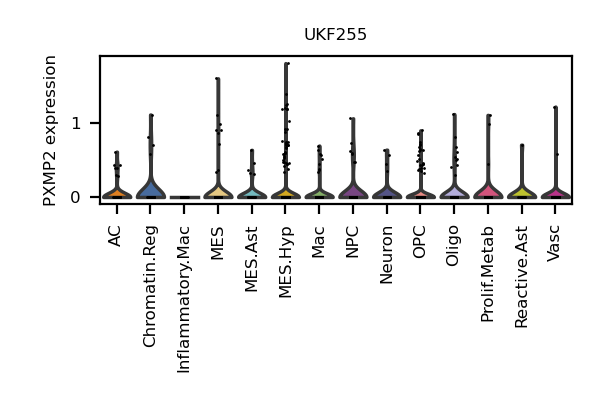 UKF255
PXMP2 expression
1
0
AC
Chromatin.Reg
Inflammatory.Mac
MES
MES.Ast
MES.Hyp
Mac
NPC
Neuron
OPC
Oligo
Prolif.Metab
Reactive.Ast
Vasc